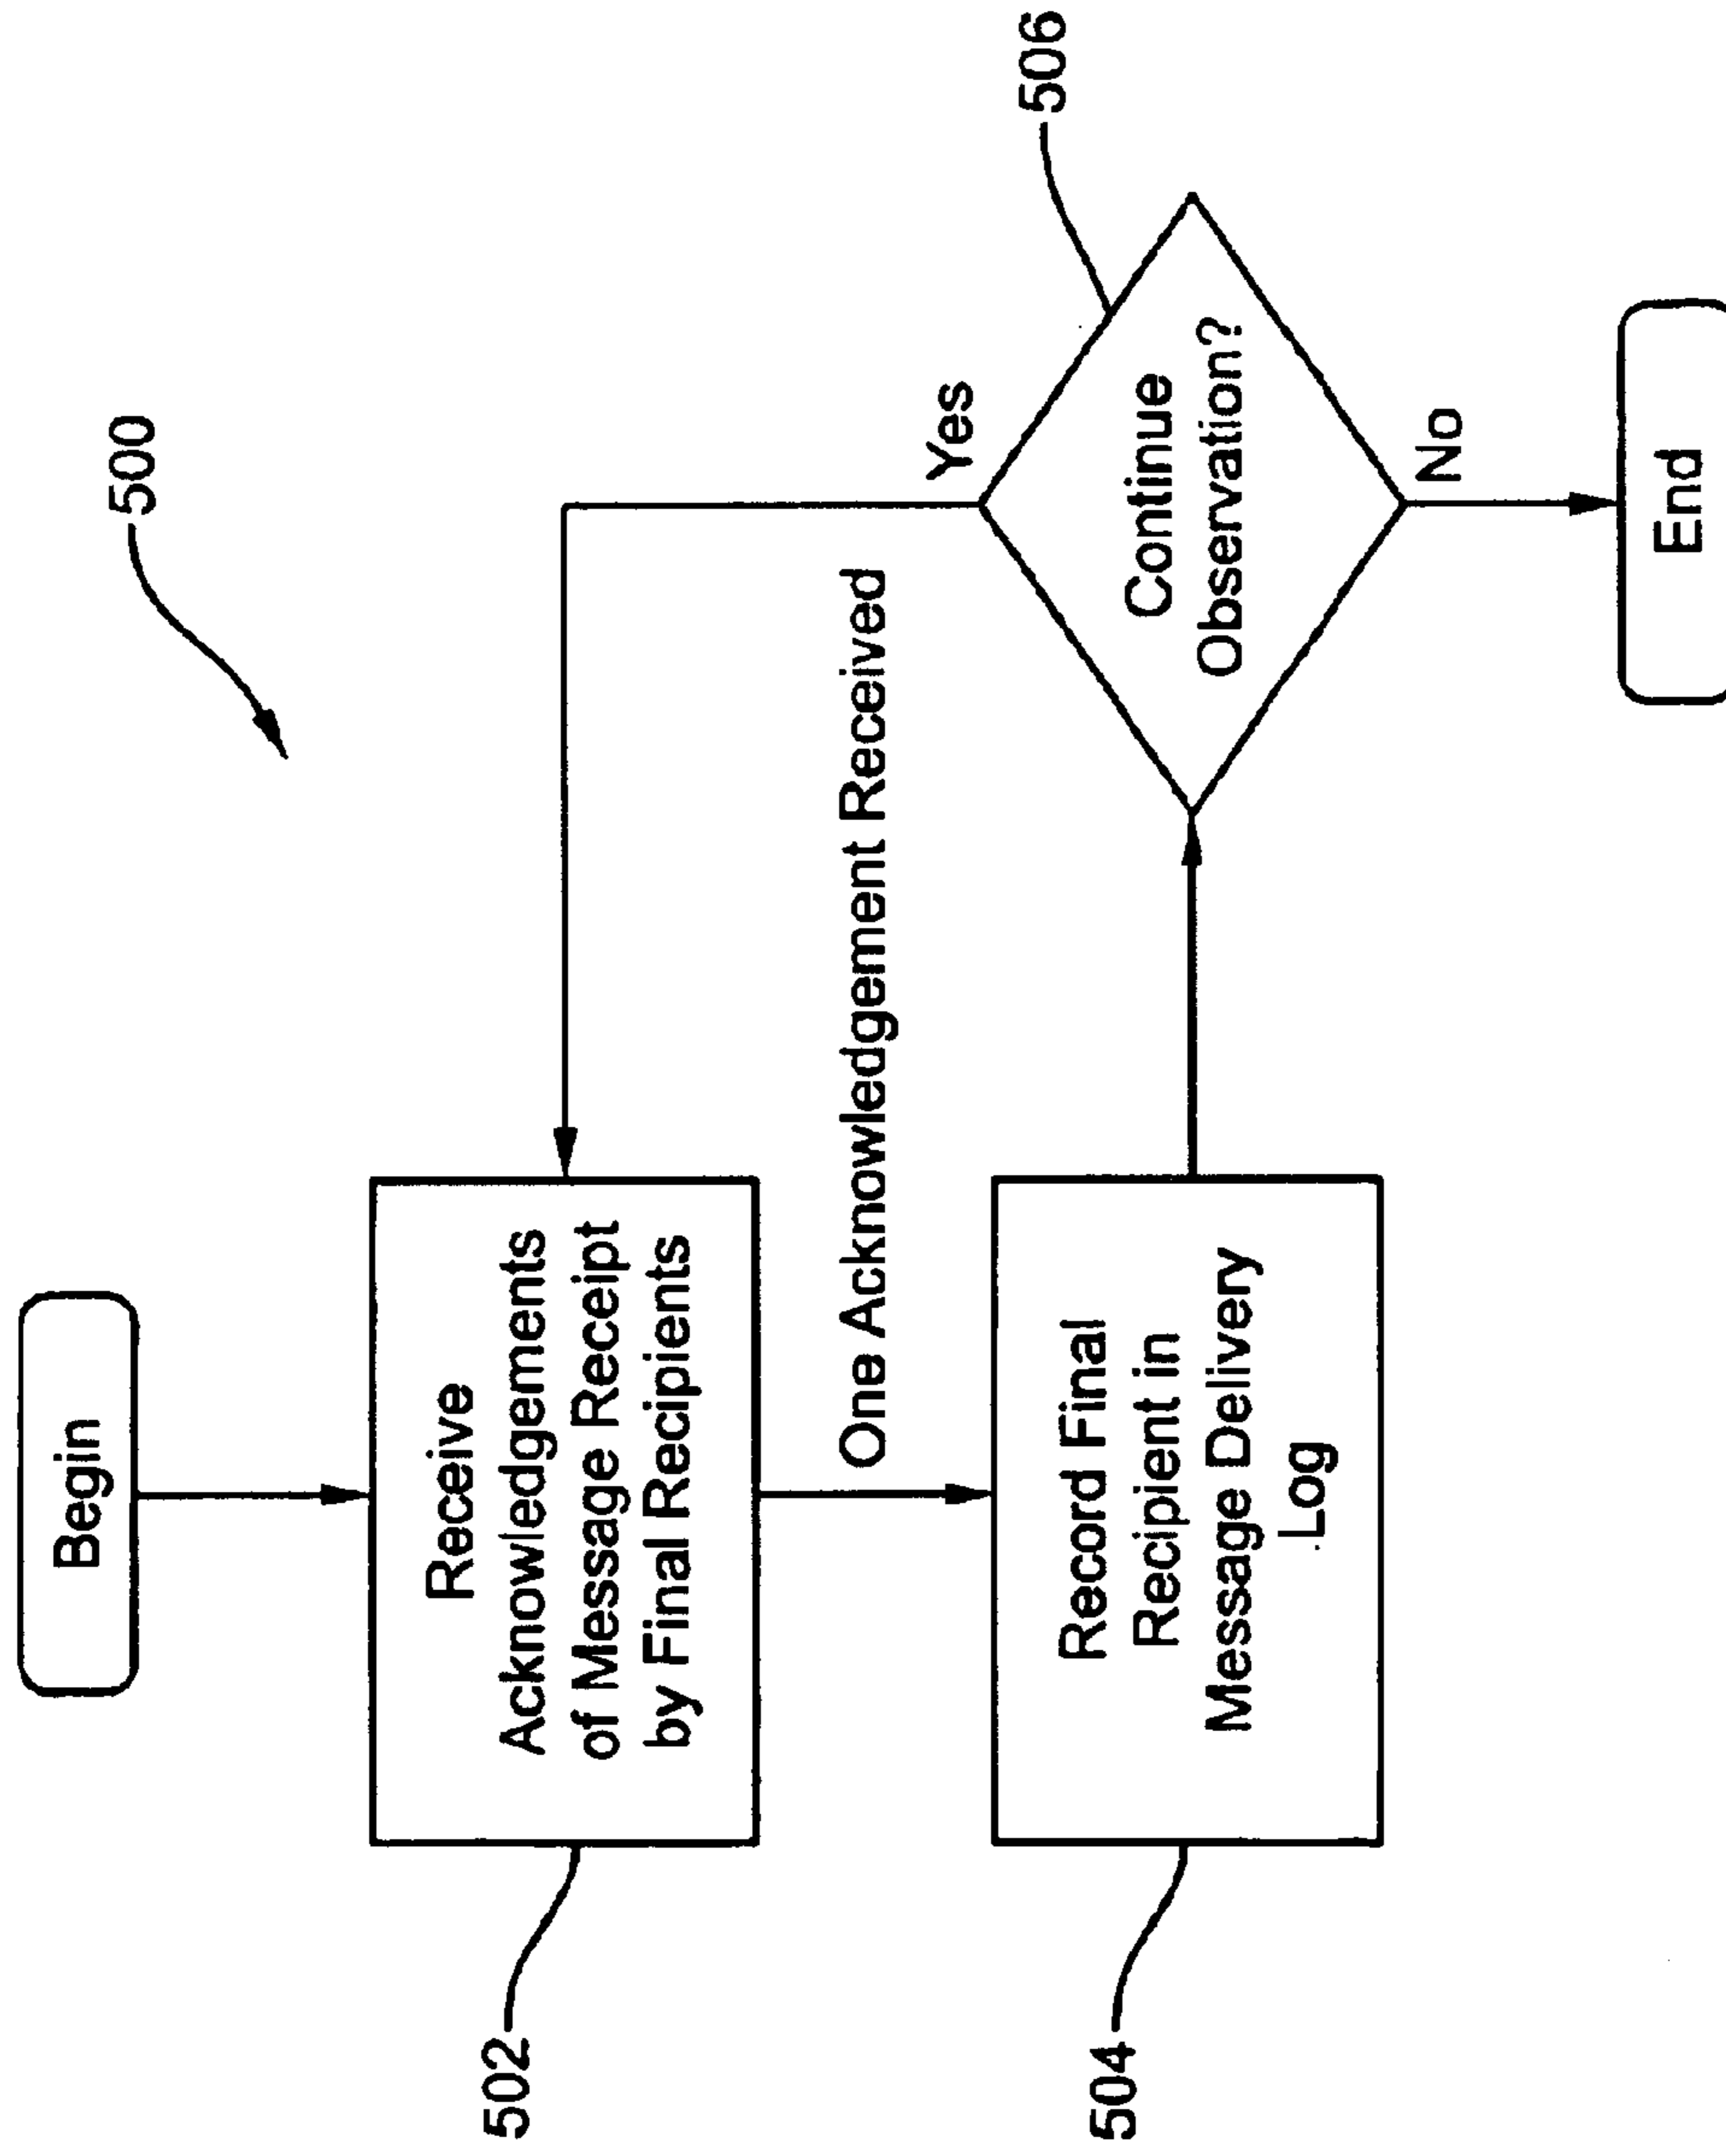 500
Begin
502
Receive
Acknowledgements
of Message Receipt
by Final Recipients
One Acknowledgement Received
504
Record Final
Recipient in
Message Delivery
Log
Yes
506
Continue
Observation?
No
End